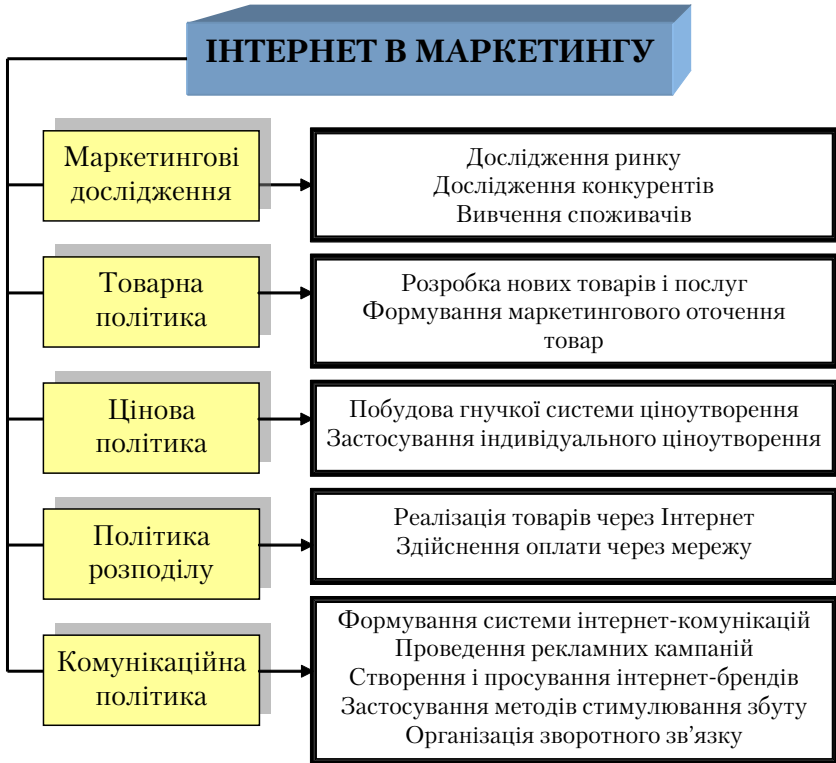 ІНТЕРНЕТ В МАРКЕТИНГУ
Маркетингові
дослідження
Дослідження ринку
Дослідження конкурентів
Вивчення споживачів
Товарна
політика
Розробка нових товарів і послуг
Формування маркетингового оточення
товар
Цінова
політика
Побудова гнучкої системи ціноутворення
Застосування індивідуального ціноутворення
Політика
розподілу
Реалізація товарів через Інтернет
Здійснення оплати через мережу
Комунікаційна
політика
Формування системи інтернет-комунікацій
Проведення рекламних кампаній
Створення і просування інтернет-брендів
Застосування методів стимулювання збуту
Організація зворотного зв’язку